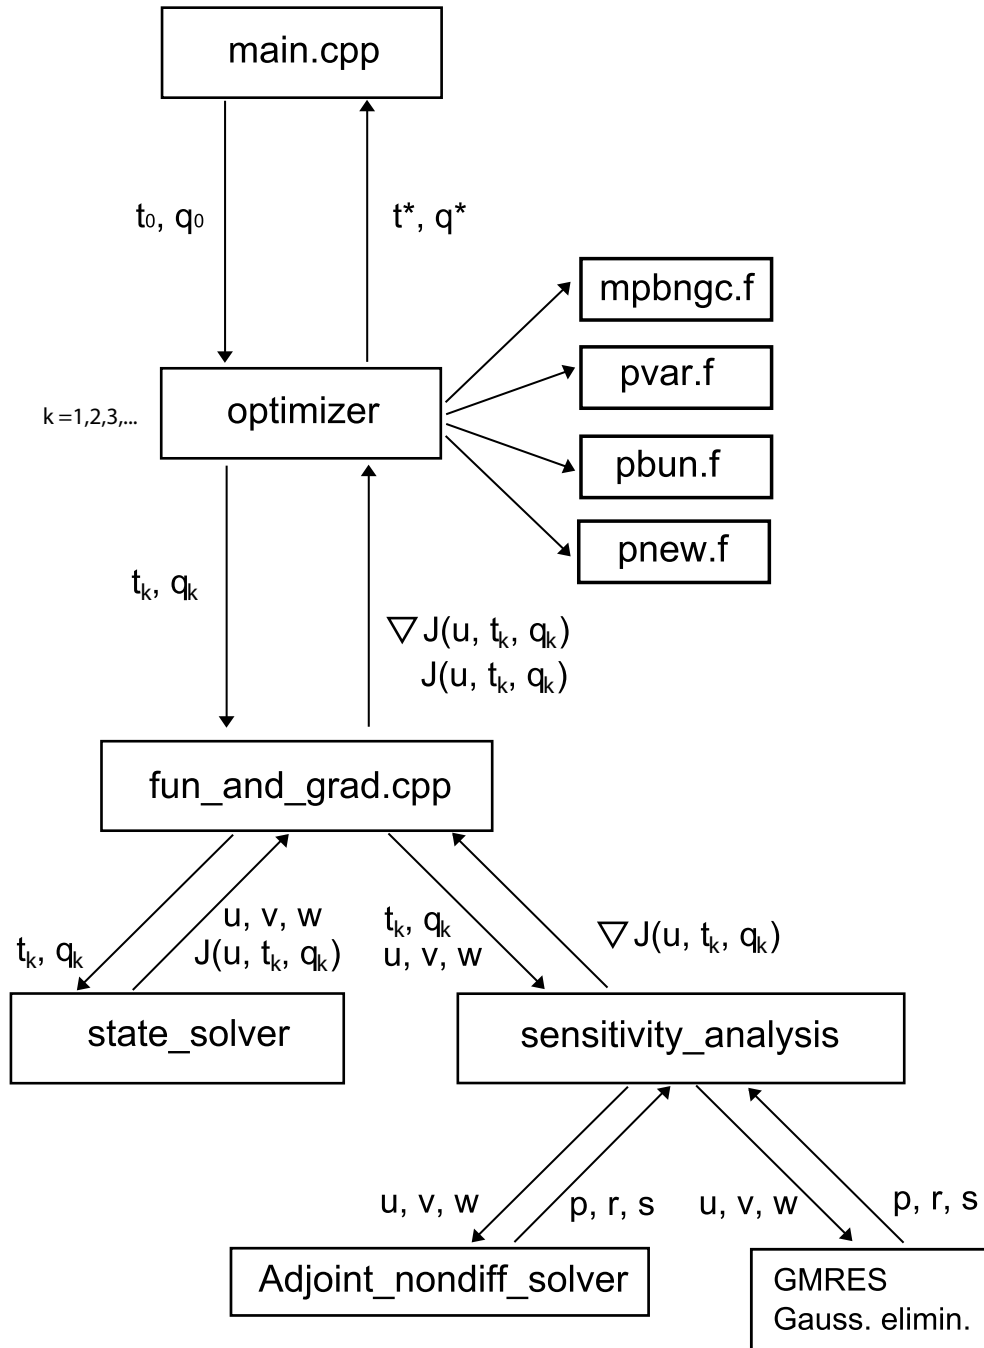 main.cpp
t₀, q₀
t*, q*
mpbngc.f
pvar.f
k =1,2,3,...
optimizer
pbun.f
pnew.f
tₖ, qₖ
▽ J(u, tₖ, qₖ)
J(u, tₖ, qₖ)
fun_and_grad.cpp
tₖ, qₖ
u, v, w
J(u, tₖ, qₖ)
tₖ, qₖ
u, v, w
▽ J(u, tₖ, qₖ)
state_solver
sensitivity_analysis
u, v, w
p, r, s
u, v, w
p, r, s
Adjoint_nondiff_solver
GMRES
Gauss. elimin.